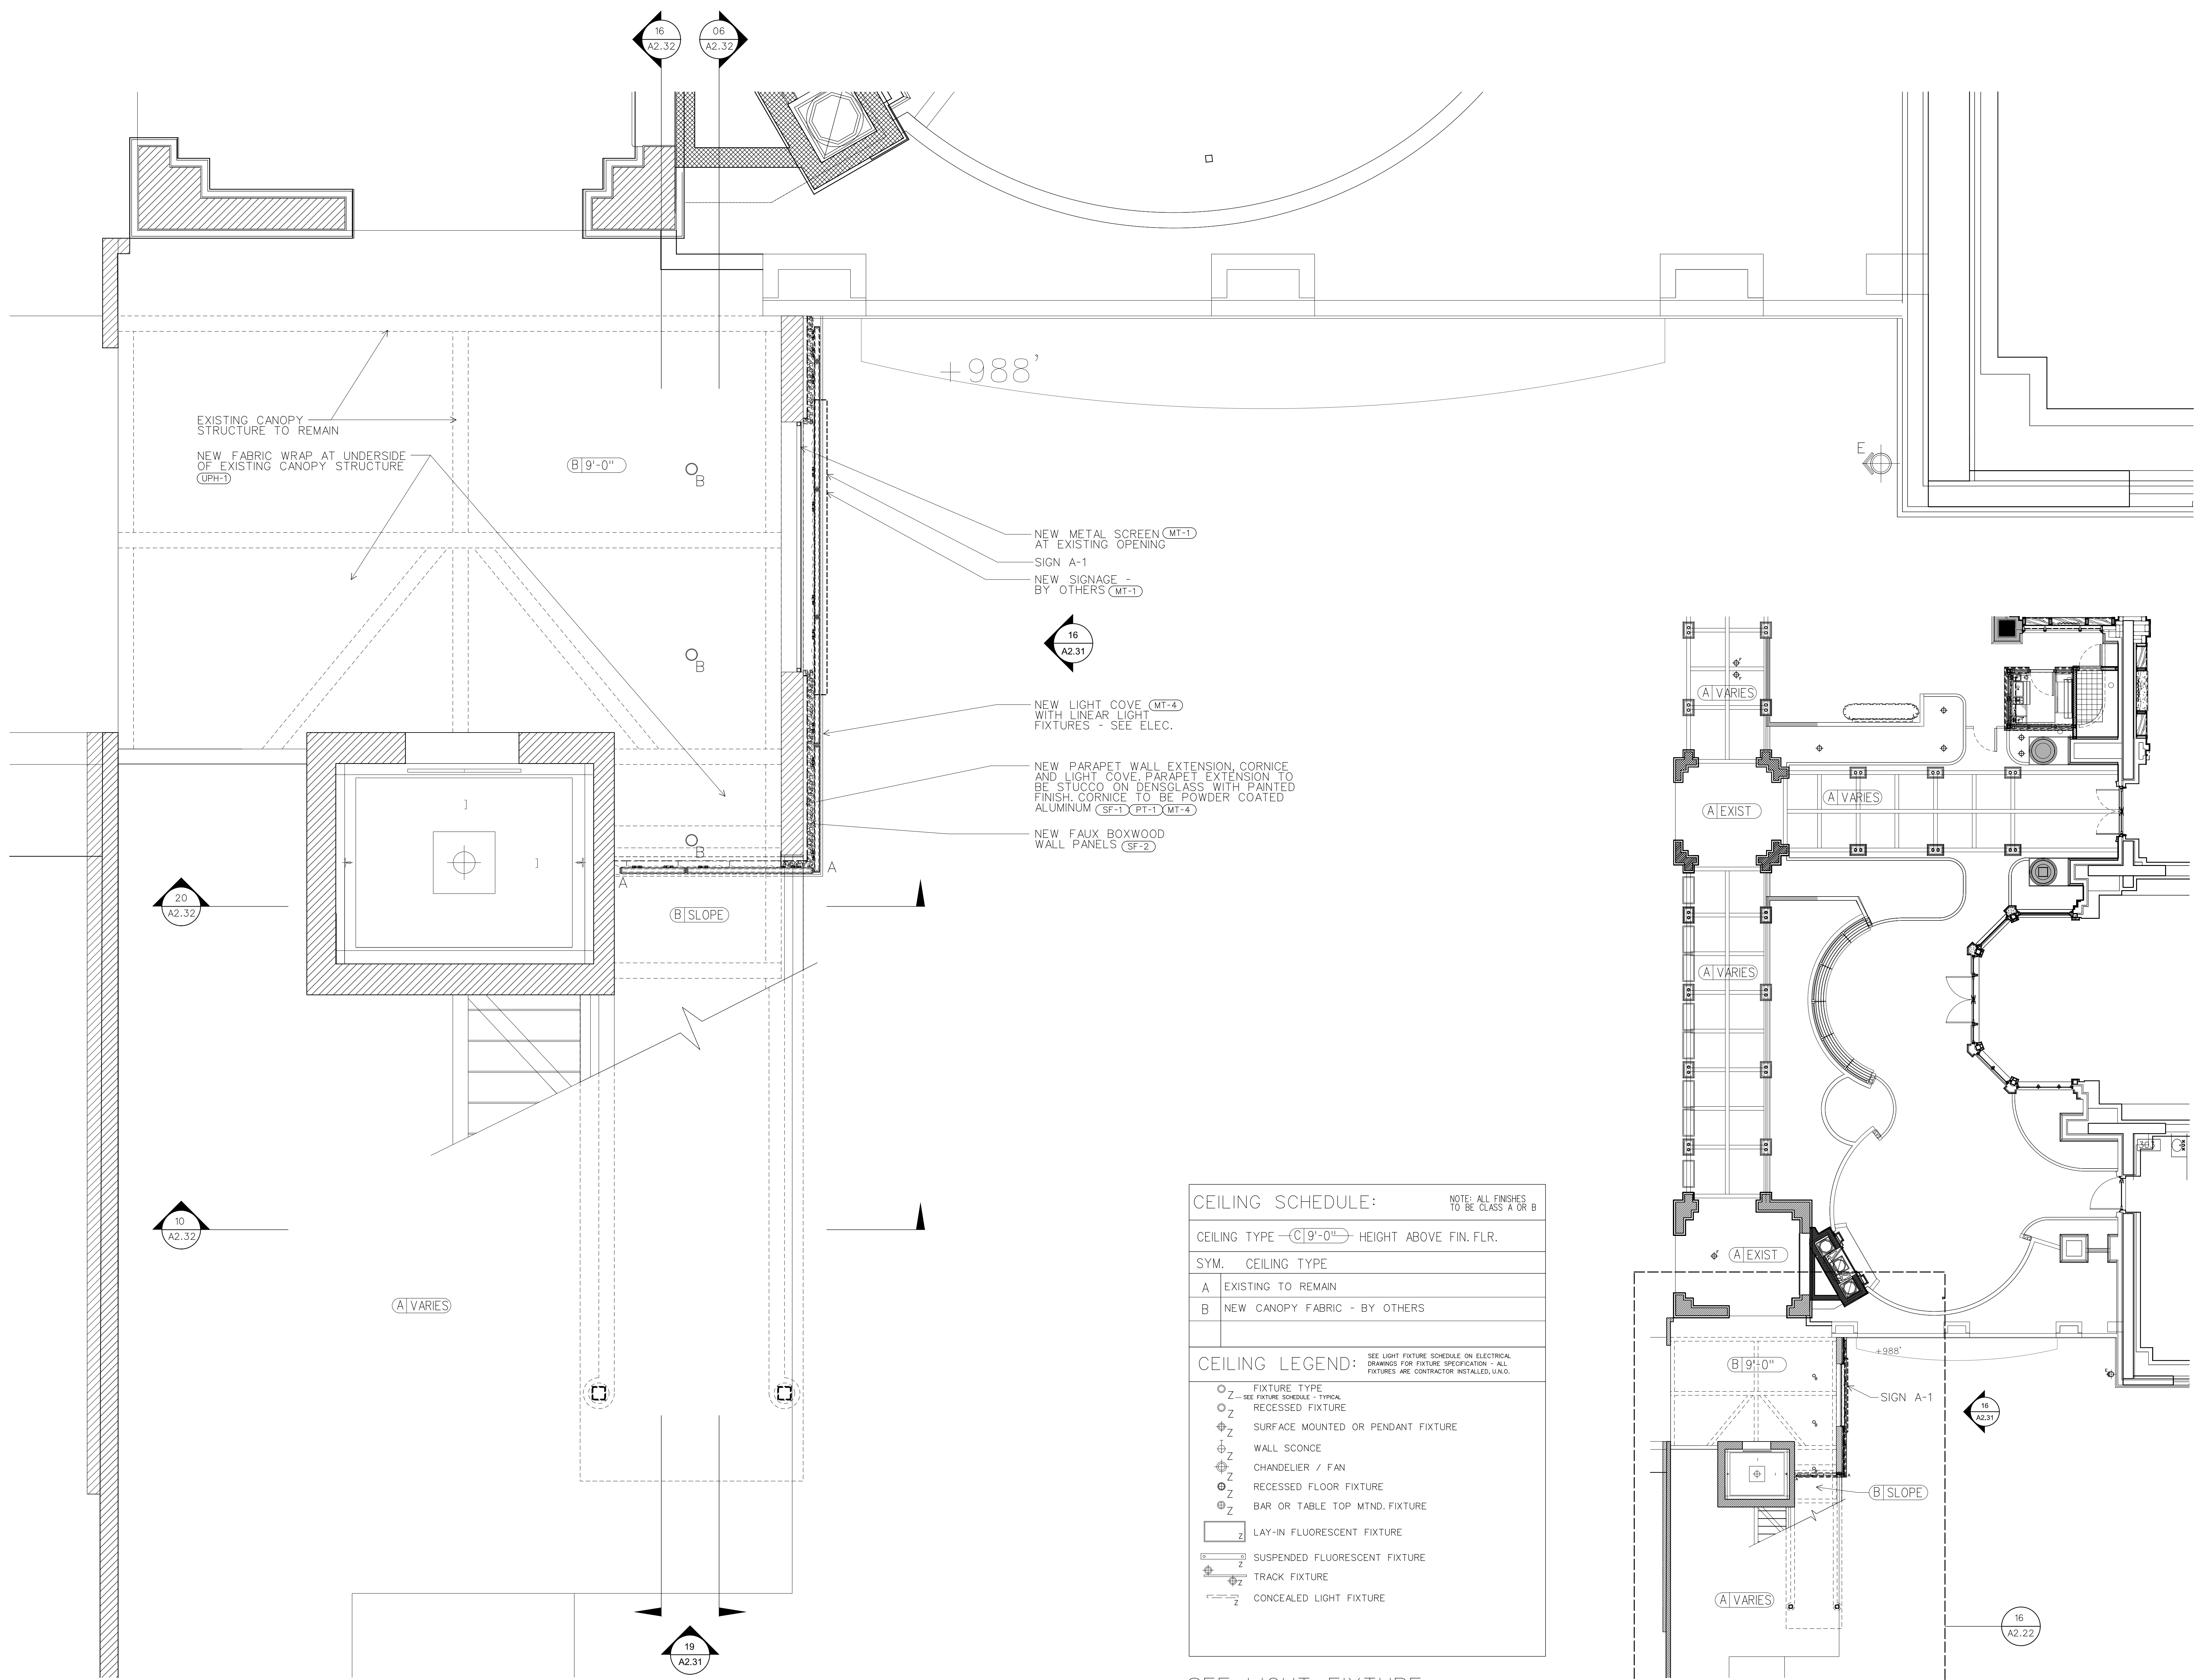 16
A2.32
06
A2.32
+988'
EXISTING CANOPY
STRUCTURE TO REMAIN
NEW FABRIC WRAP AT UNDERSIDE
OF EXISTING CANOPY STRUCTURE
UPH-1
B 9'-0"
B
B
B
E
NEW METAL SCREEN MT-1
AT EXISTING OPENING
SIGN A-1
NEW SIGNAGE -
BY OTHERS MT-1
16
A2.31
NEW LIGHT COVE MT-4
WITH LINEAR LIGHT
FIXTURES - SEE ELEC.
NEW PARAPET WALL EXTENSION, CORNICE
AND LIGHT COVE. PARAPET EXTENSION TO
BE STUCCO ON DENSGLASS WITH PAINTED
FINISH. CORNICE TO BE POWDER COATED
ALUMINUM SF-1 PT-1 MT-4
NEW FAUX BOXWOOD
WALL PANELS SF-2
A
A
B SLOPE
20
A2.32
10
A2.32
A VARIES
19
A2.31
CEILING SCHEDULE:
NOTE: ALL FINISHES
TO BE CLASS A OR B
CEILING TYPE C 9'-0" HEIGHT ABOVE FIN. FLR.
SYM. CEILING TYPE
A EXISTING TO REMAIN
B NEW CANOPY FABRIC - BY OTHERS
CEILING LEGEND:
SEE LIGHT FIXTURE SCHEDULE ON ELECTRICAL
DRAWINGS FOR FIXTURE SPECIFICATION - ALL
FIXTURES ARE CONTRACTOR INSTALLED, U.N.O.
FIXTURE TYPE
Z SEE FIXTURE SCHEDULE - TYPICAL
Z RECESSED FIXTURE
Z SURFACE MOUNTED OR PENDANT FIXTURE
Z WALL SCONCE
Z CHANDELIER / FAN
Z RECESSED FLOOR FIXTURE
Z BAR OR TABLE TOP MTND. FIXTURE
Z LAY-IN FLUORESCENT FIXTURE
Z SUSPENDED FLUORESCENT FIXTURE
Z TRACK FIXTURE
Z CONCEALED LIGHT FIXTURE
A VARIES
A VARIES
A EXIST
A VARIES
A EXIST
303
B 9'-0"
+988'
SIGN A-1
16
A2.31
B SLOPE
A VARIES
16
A2.22